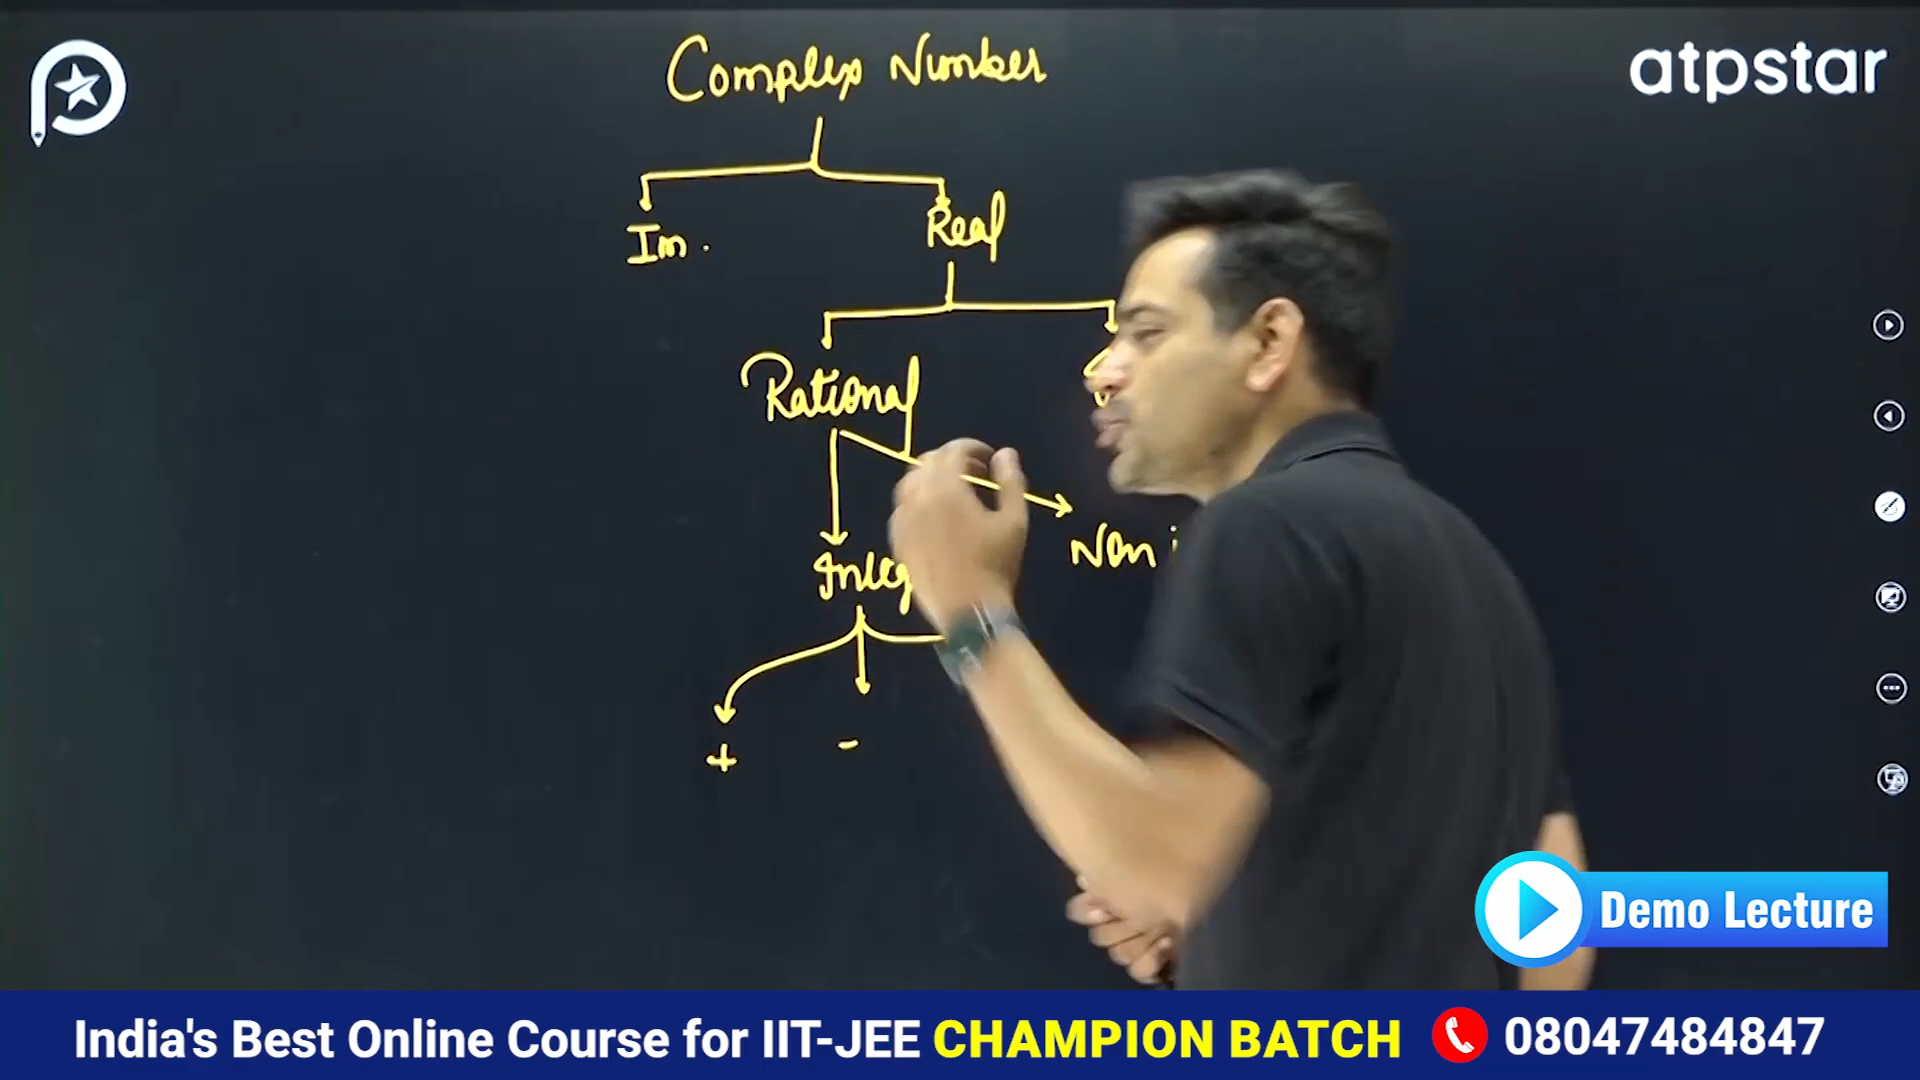 Complex Number
atpstar
Im.
Real
Rational
Non
+
-
Demo Lecture
India's Best Online Course for IIT-JEE CHAMPION BATCH 08047484847